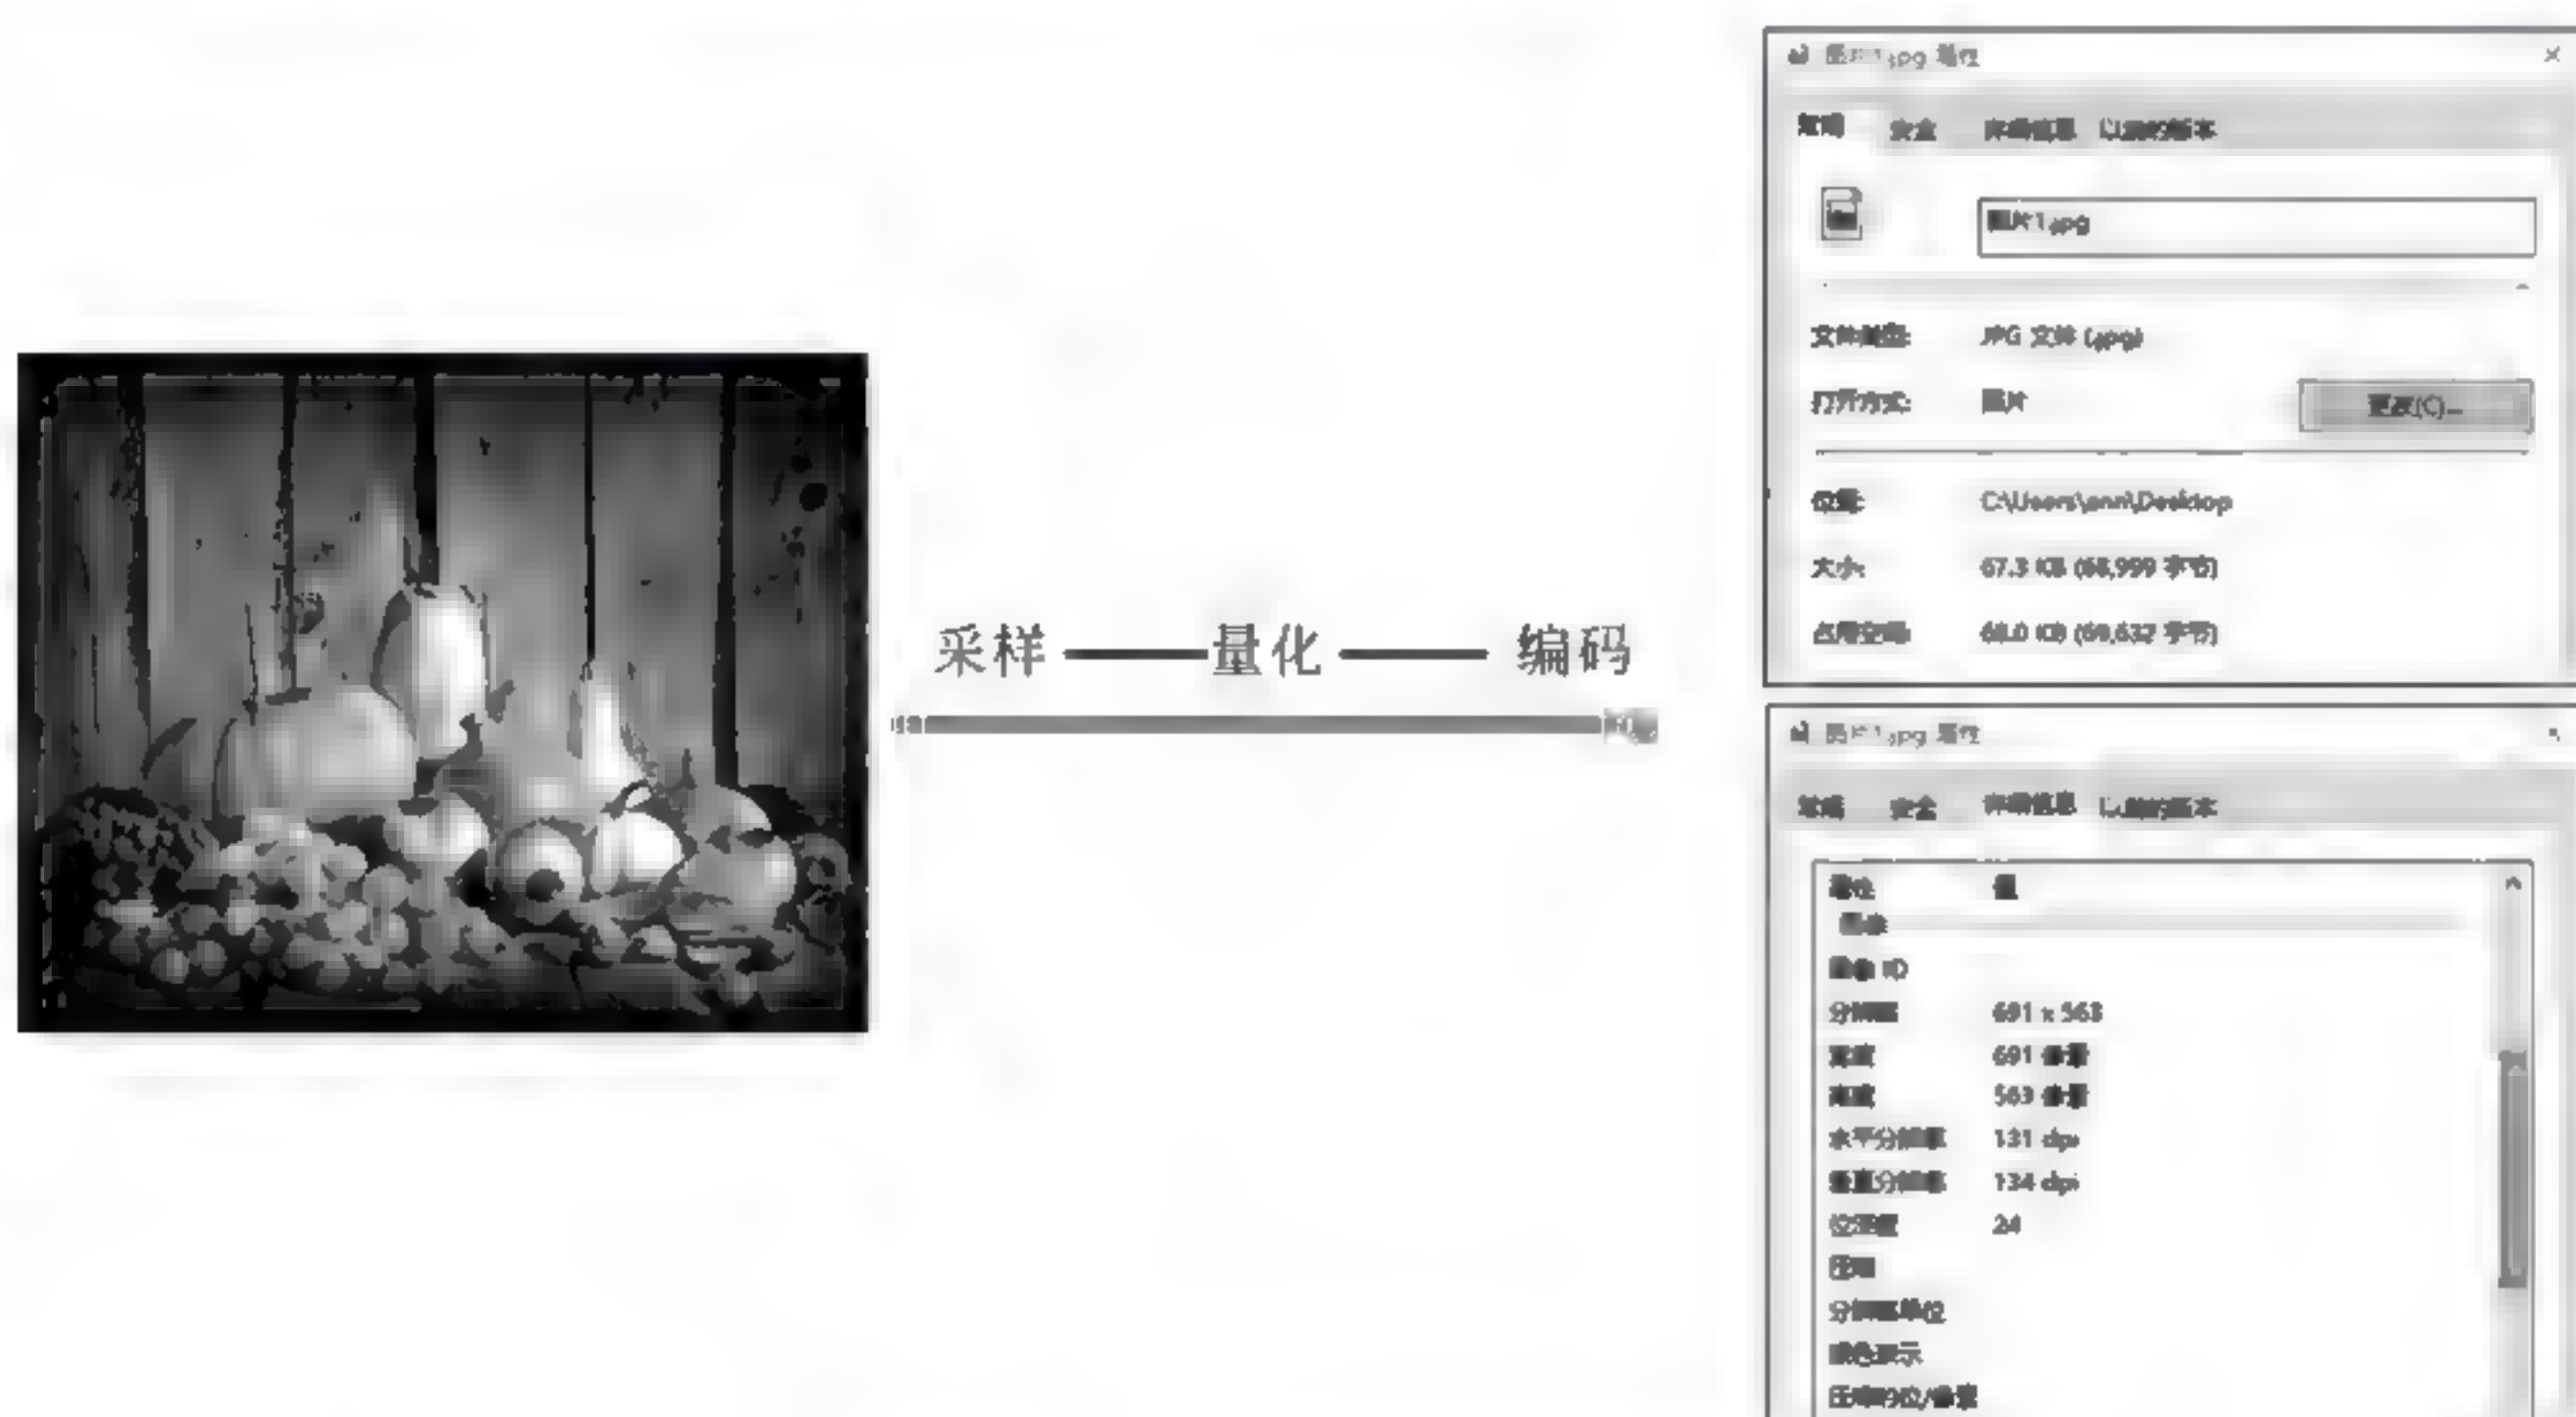 采样——量化——编码
图片1.jpg 属性
常规 安全 详细信息 以前的版本
图片1.jpg
文件类型: JPG 文件 (.jpg)
打开方式: 照片 更改(C)...
位置: C:\Users\ann\Desktop
大小: 67.3 KB (68,999 字节)
占用空间: 68.0 KB (69,632 字节)
图片1.jpg 属性
常规 安全 详细信息 以前的版本
属性 值
图像
图像 ID
分辨率 691 x 563
宽度 691 像素
高度 563 像素
水平分辨率 131 dpi
垂直分辨率 134 dpi
位深度 24
压缩
分辨率单位
颜色表示
压缩的位/像素